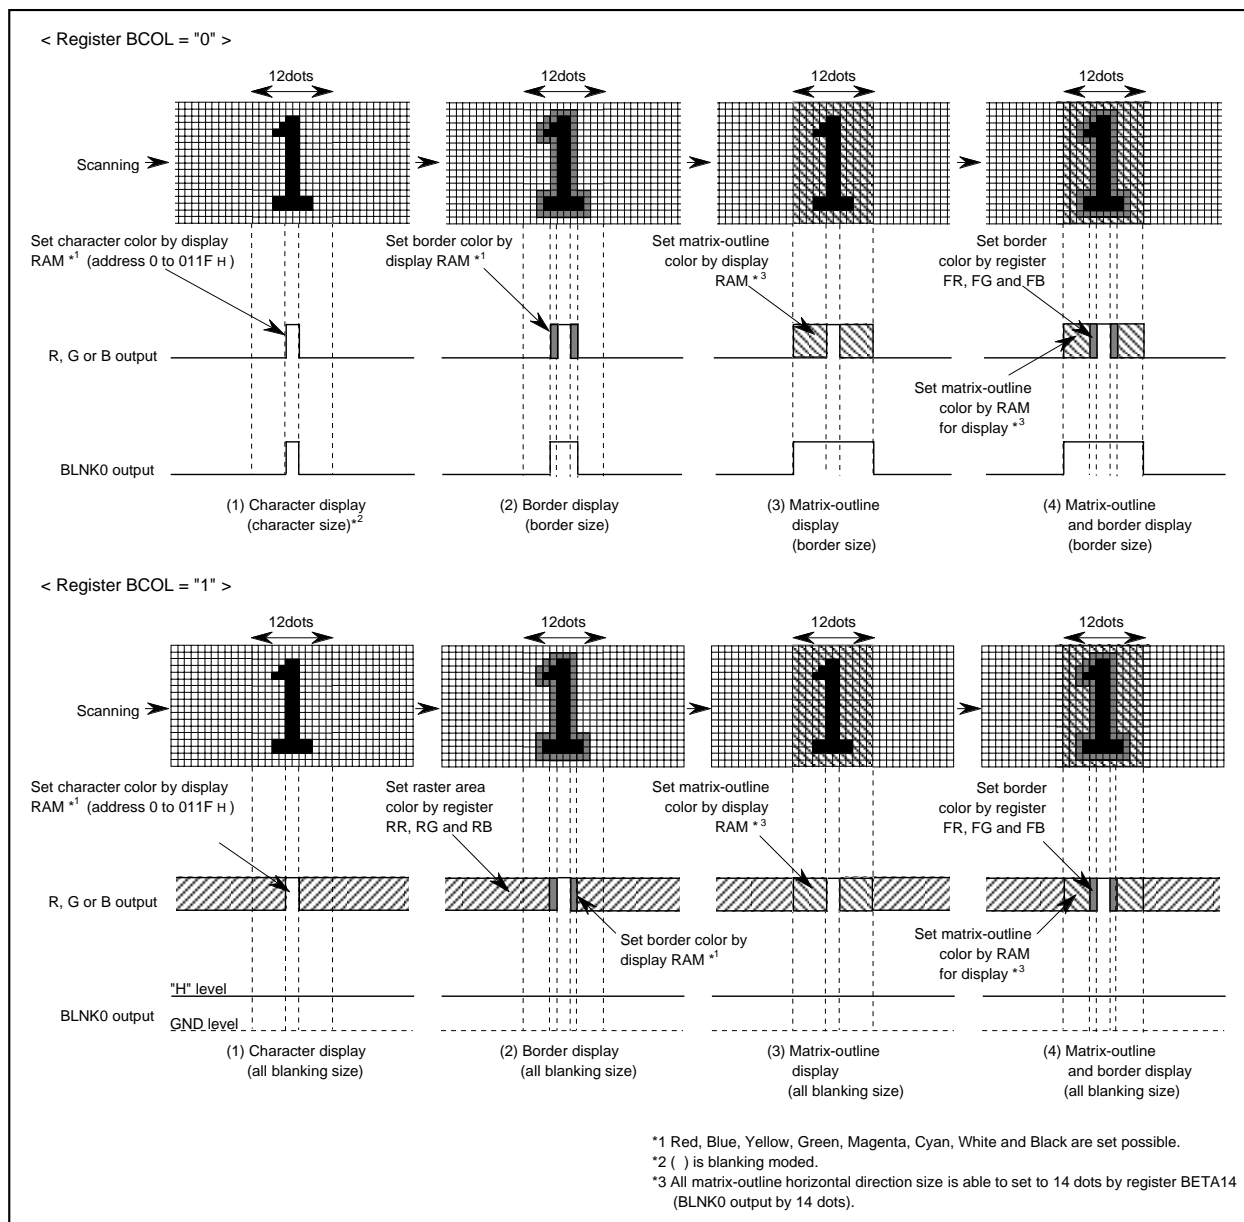 < Register BCOL = "0" >
12dots
12dots
12dots
12dots
1
1
1
1
Scanning
Set character color by display
RAM *1 (address 0 to 011F H )
Set border color by
display RAM *1
Set matrix-outline
color by display
RAM *3
Set border
color by register
FR, FG and FB
R, G or B output
Set matrix-outline
color by RAM
for display *3
BLNK0 output
(1) Character display
(character size)*2
(2) Border display
(border size)
(3) Matrix-outline
display
(border size)
(4) Matrix-outline
and border display
(border size)
< Register BCOL = "1" >
12dots
12dots
12dots
12dots
1
1
1
1
Scanning
Set character color by display
RAM *1 (address 0 to 011F H )
Set raster area
color by register
RR, RG and RB
Set matrix-outline
color by display
RAM *3
Set border
color by register
FR, FG and FB
R, G or B output
Set border color by
display RAM *1
Set matrix-outline
color by RAM
for display *3
"H" level
BLNK0 output
GND level
(1) Character display
(all blanking size)
(2) Border display
(all blanking size)
(3) Matrix-outline
display
(all blanking size)
(4) Matrix-outline
and border display
(all blanking size)
*1 Red, Blue, Yellow, Green, Magenta, Cyan, White and Black are set possible.
*2 ( ) is blanking moded.
*3 All matrix-outline horizontal direction size is able to set to 14 dots by register BETA14
(BLNK0 output by 14 dots).